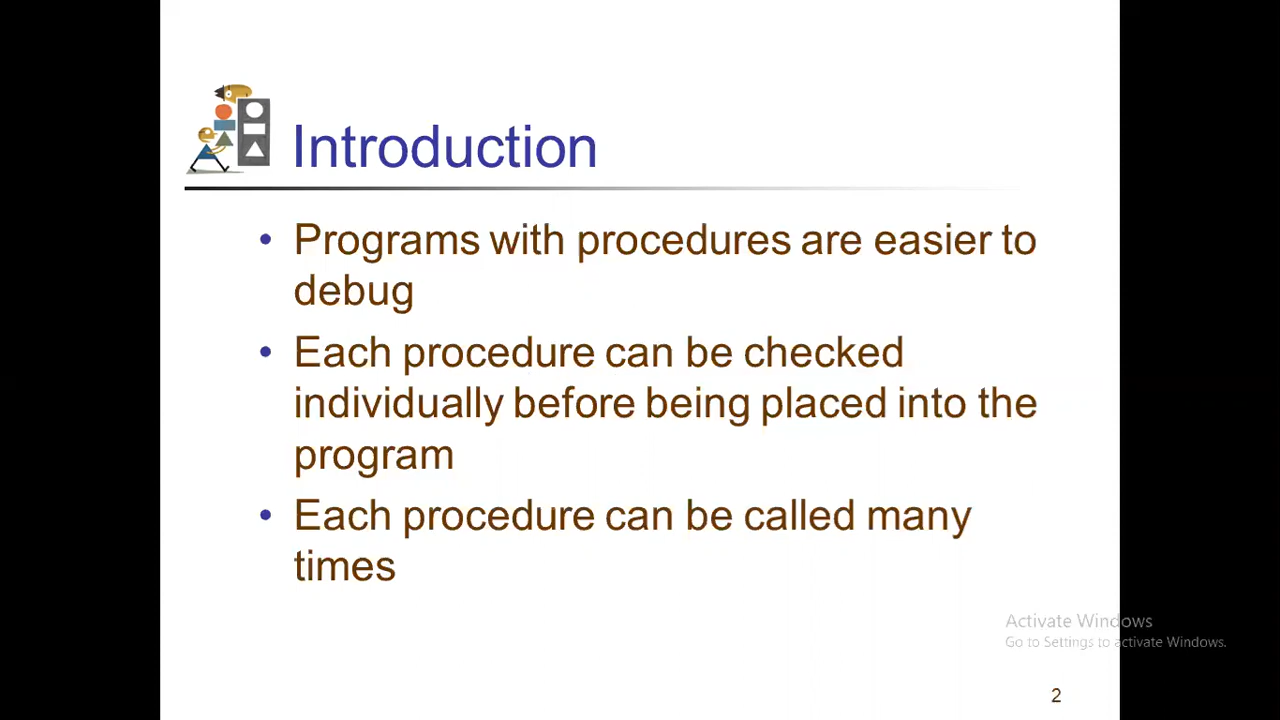 Introduction
• Programs with procedures are easier to
debug
• Each procedure can be checked
individually before being placed into the
program
• Each procedure can be called many
times
Activate Windows
Go to Settings to activate Windows.
2